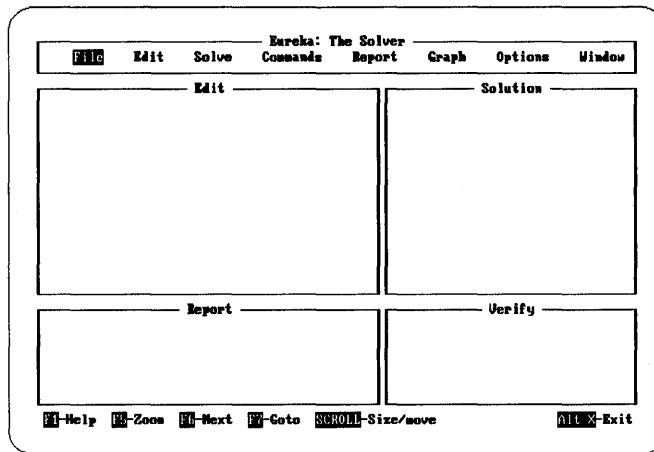 Eureka: The Solver
File Edit Solve Commands Report Graph Options Window
Edit Solution
Report Verify
F1-Help F5-Zoom F6-Next F7-Goto SCROLL-Size/move Alt X-Exit